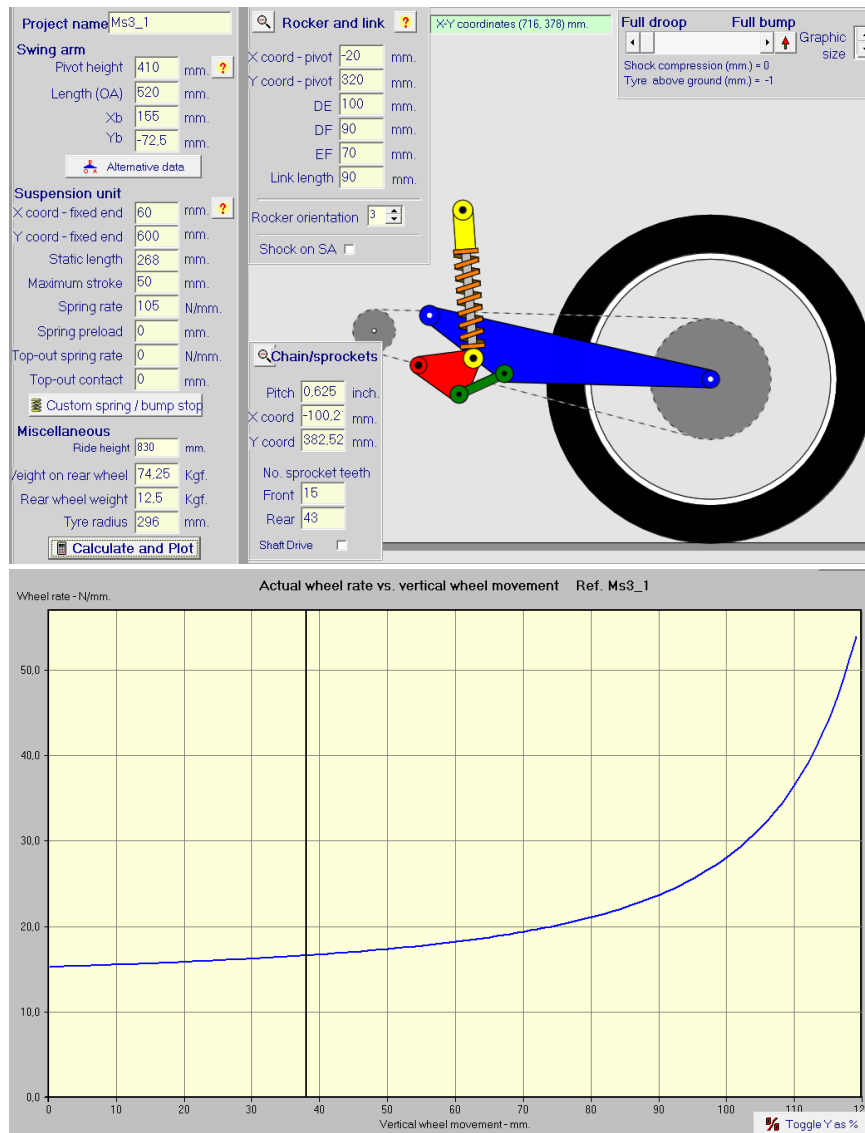 Project name Ms3_1
Swing arm
Pivot height 410 mm. ?
Length (OA) 520 mm.
Xb 155 mm.
Yb -72,5 mm.
Alternative data
Suspension unit
X coord - fixed end 60 mm. ?
Y coord - fixed end 600 mm.
Static length 268 mm.
Maximum stroke 50 mm.
Spring rate 105 N/mm.
Spring preload 0 mm.
Top-out spring rate 0 N/mm.
Top-out contact 0 mm.
Custom spring / bump stop
Miscellaneous
Ride height 830 mm.
/eight on rear wheel 74,25 Kgf.
Rear wheel weight 12,5 Kgf.
Tyre radius 296 mm.
Calculate and Plot
Rocker and link ?
X coord - pivot -20 mm.
Y coord - pivot 320 mm.
DE 100 mm.
DF 90 mm.
EF 70 mm.
Link length 90 mm.
Rocker orientation 3
Shock on SA
Chain/sprockets
Pitch 0,625 inch.
X coord -100,2 mm.
Y coord 382,52 mm.
No. sprocket teeth
Front 15
Rear 43
Shaft Drive
X-Y coordinates (716, 378) mm.
Full droop Full bump
Graphic
size
Shock compression (mm.) = 0
Tyre above ground (mm.) = -1
Actual wheel rate vs. vertical wheel movement Ref. Ms3_1
Wheel rate - N/mm.
50,0
40,0
30,0
20,0
10,0
0,0
0 10 20 30 40 50 60 70 80 90 100 110 120
Vertical wheel movement - mm.
Toggle Y as %